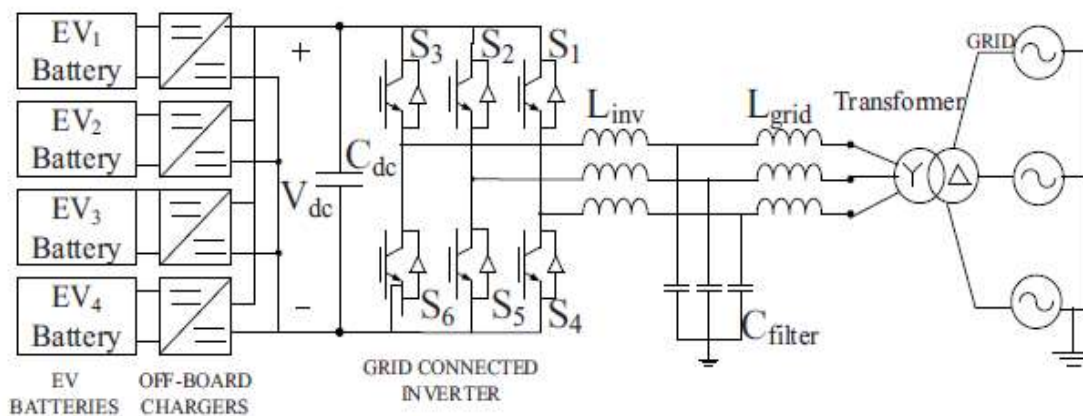 EV1
Battery
EV2
Battery
EV3
Battery
EV4
Battery
EV
BATTERIES
OFF-BOARD
CHARGERS
+
Vdc
−
Cdc
S3
S2
S1
S6
S5
S4
GRID CONNECTED
INVERTER
Linv
Lgrid
Cfilter
Transformer
Y
Δ
GRID